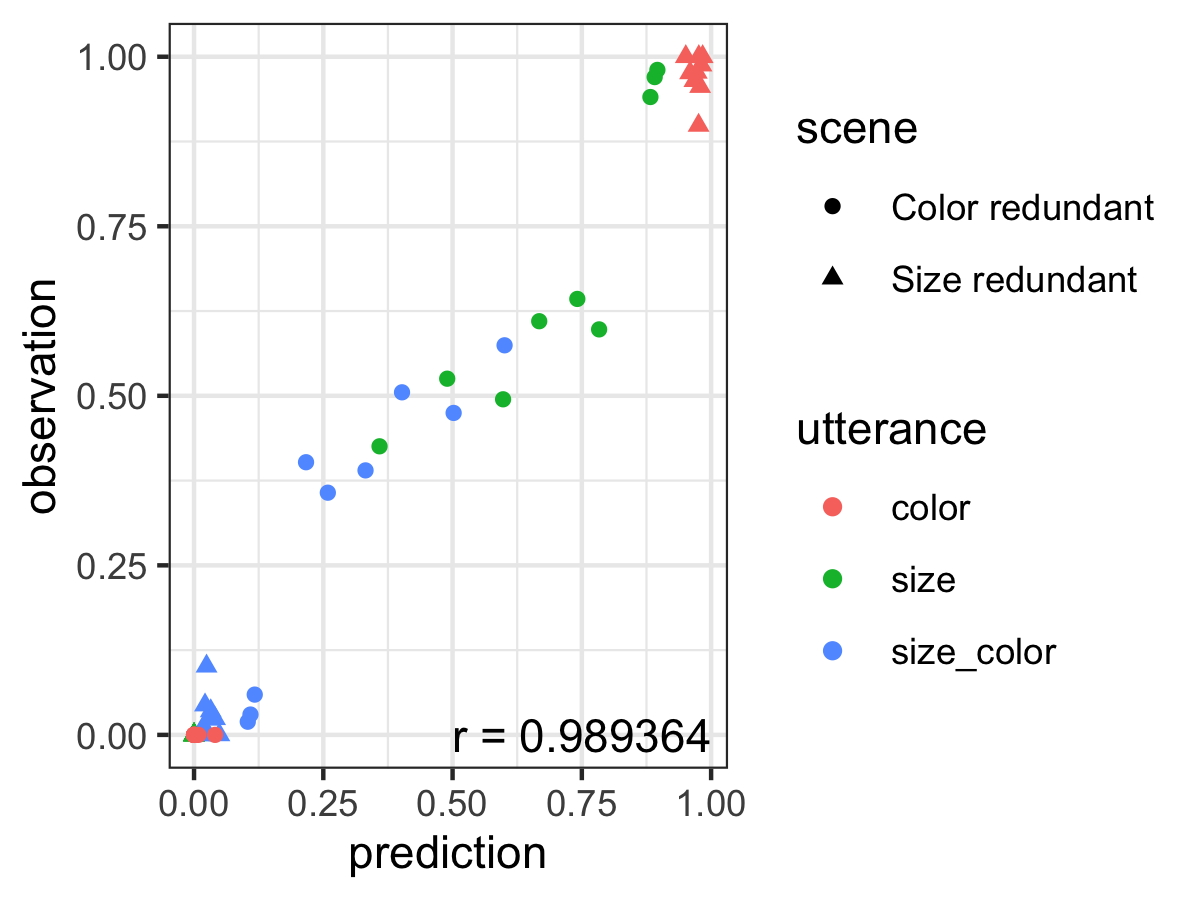 1.00
0.75
0.50
0.25
0.00
observation
r = 0.989364
0.00 0.25 0.50 0.75 1.00
prediction
scene
Color redundant
Size redundant
utterance
color
size
size_color